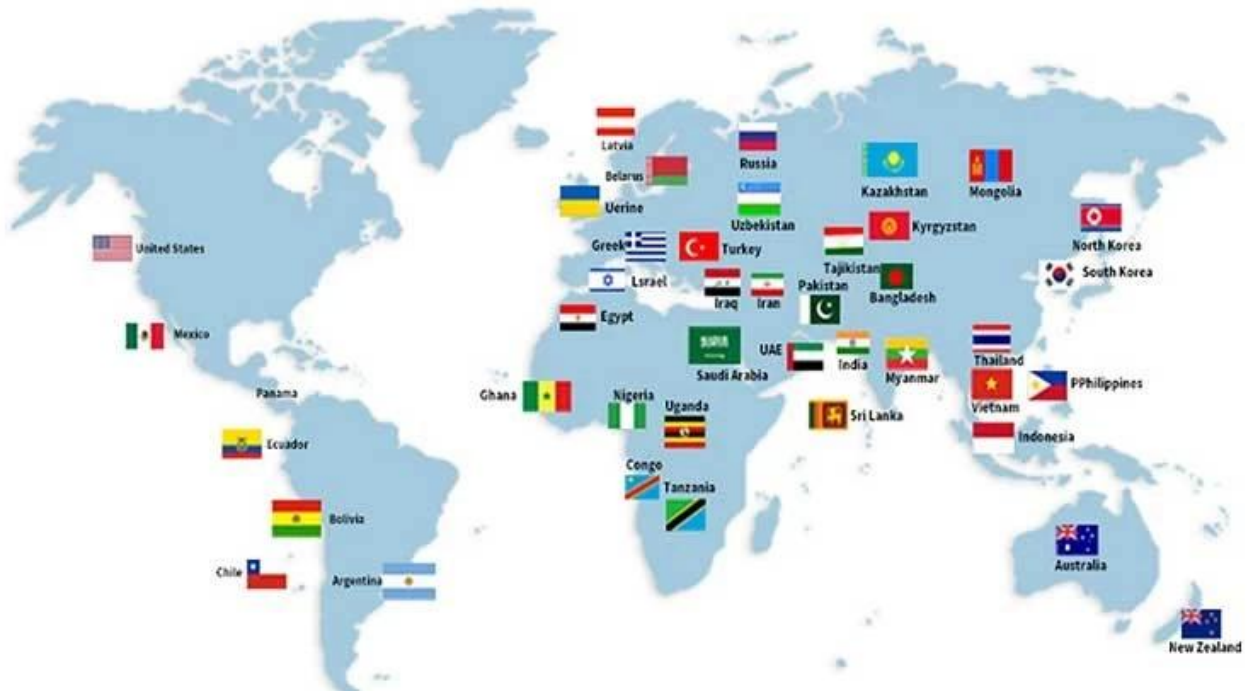 Latvia
Russia
Belarus
Kazakhstan
Mongolia
Uerine
Uzbekistan
Kyrgyzstan
North Korea
United States
Greek
Turkey
Tajikistan
South Korea
Lsrael
Iraq
Iran
Pakistan
Bangladesh
Egypt
Mexico
Saudi Arabia
UAE
India
Myanmar
Thailand
Panama
Ghana
Nigeria
Uganda
Sri Lanka
Vietnam
PPhilippines
Ecuador
Indonesia
Congo
Tanzania
Bolivia
Chile
Argentina
Australia
New Zealand